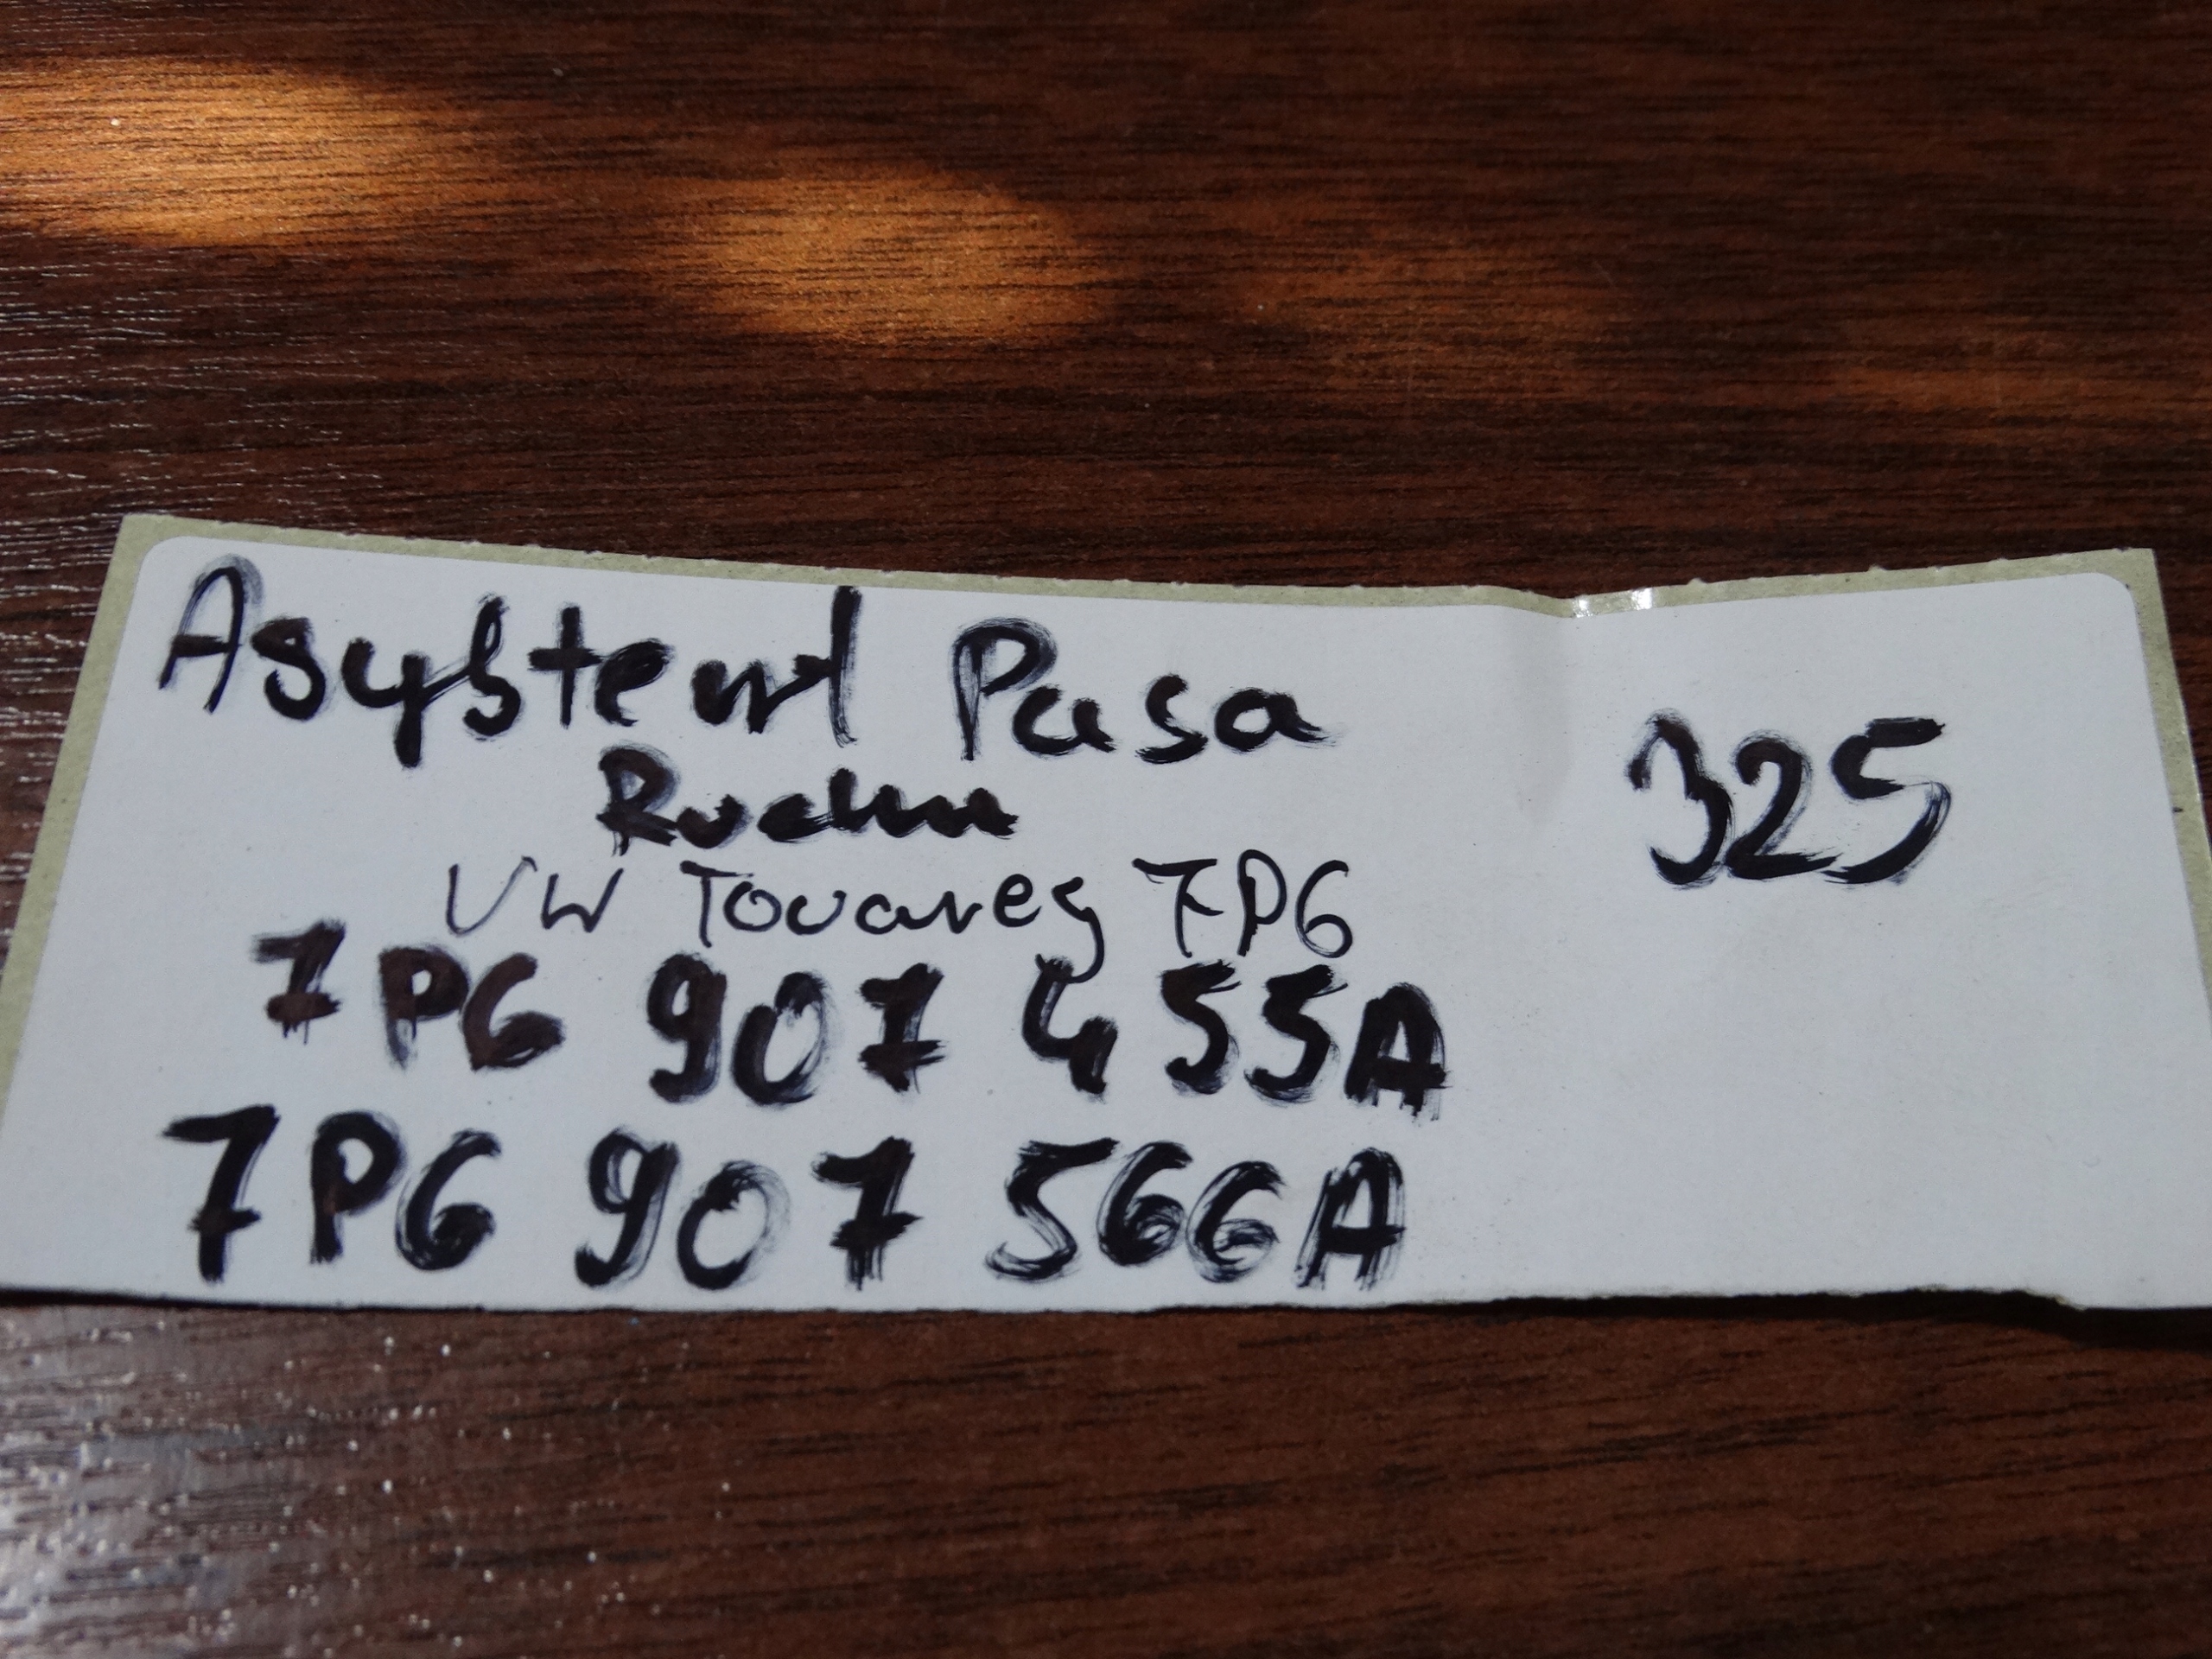 Asystent Pasa
Ruchu
325
VW Touareg 7P6
7P6 907 455A
7P6 907 566A